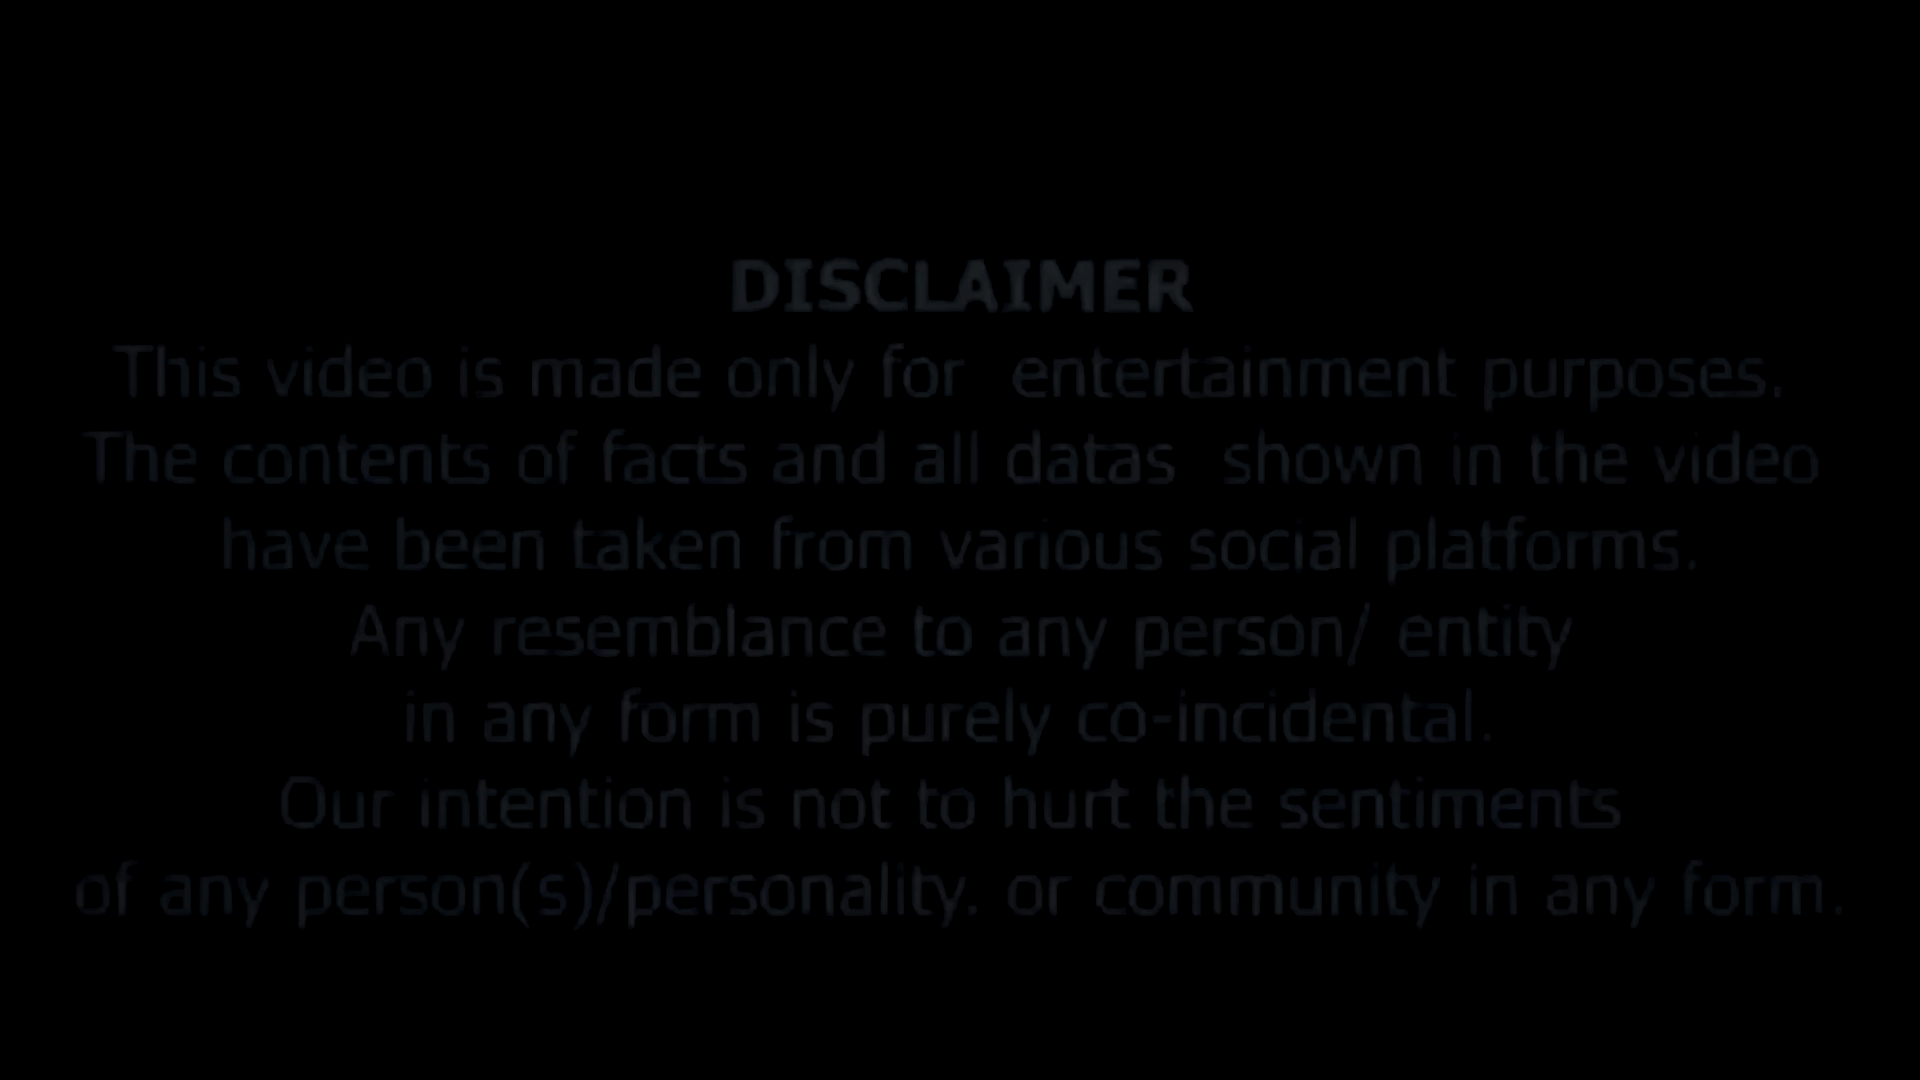 DISCLAIMER
This video is made only for entertainment purposes.
The contents of facts and all datas shown in the video
have been taken from various social platforms.
Any resemblance to any person/ entity
in any form is purely co-incidental.
Our intention is not to hurt the sentiments
of any person(s)/personality. or community in any form.